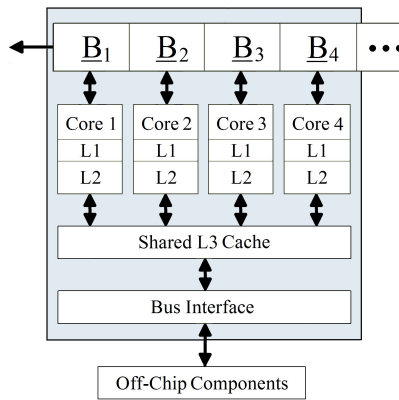 B1 B2 B3 B4 •••
Core 1 Core 2 Core 3 Core 4
L1 L1 L1 L1
L2 L2 L2 L2
Shared L3 Cache
Bus Interface
Off-Chip Components